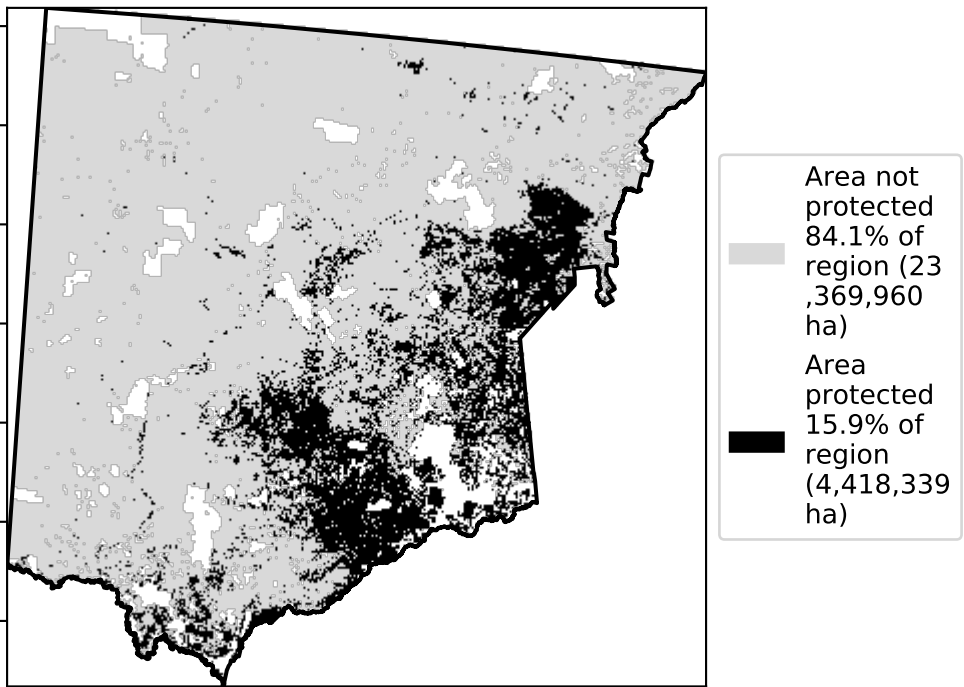 Area not
protected
84.1% of
region (23
,369,960
ha)
Area
protected
15.9% of
region
(4,418,339
ha)